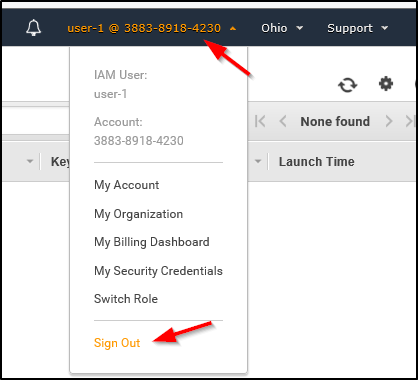 user-1 @ 3883-8918-4230 Ohio Support
IAM User:
user-1
Account:
3883-8918-4230
None found
Key
Launch Time
My Account
My Organization
My Billing Dashboard
My Security Credentials
Switch Role
Sign Out